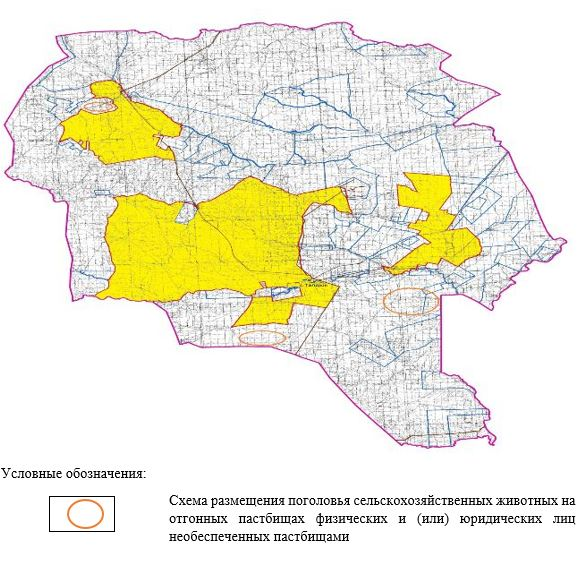 Условные обозначения:
Схема размещения поголовья сельскохозяйственных животных на
отгонных пастбищах физических и (или) юридических лиц
необеспеченных пастбищами